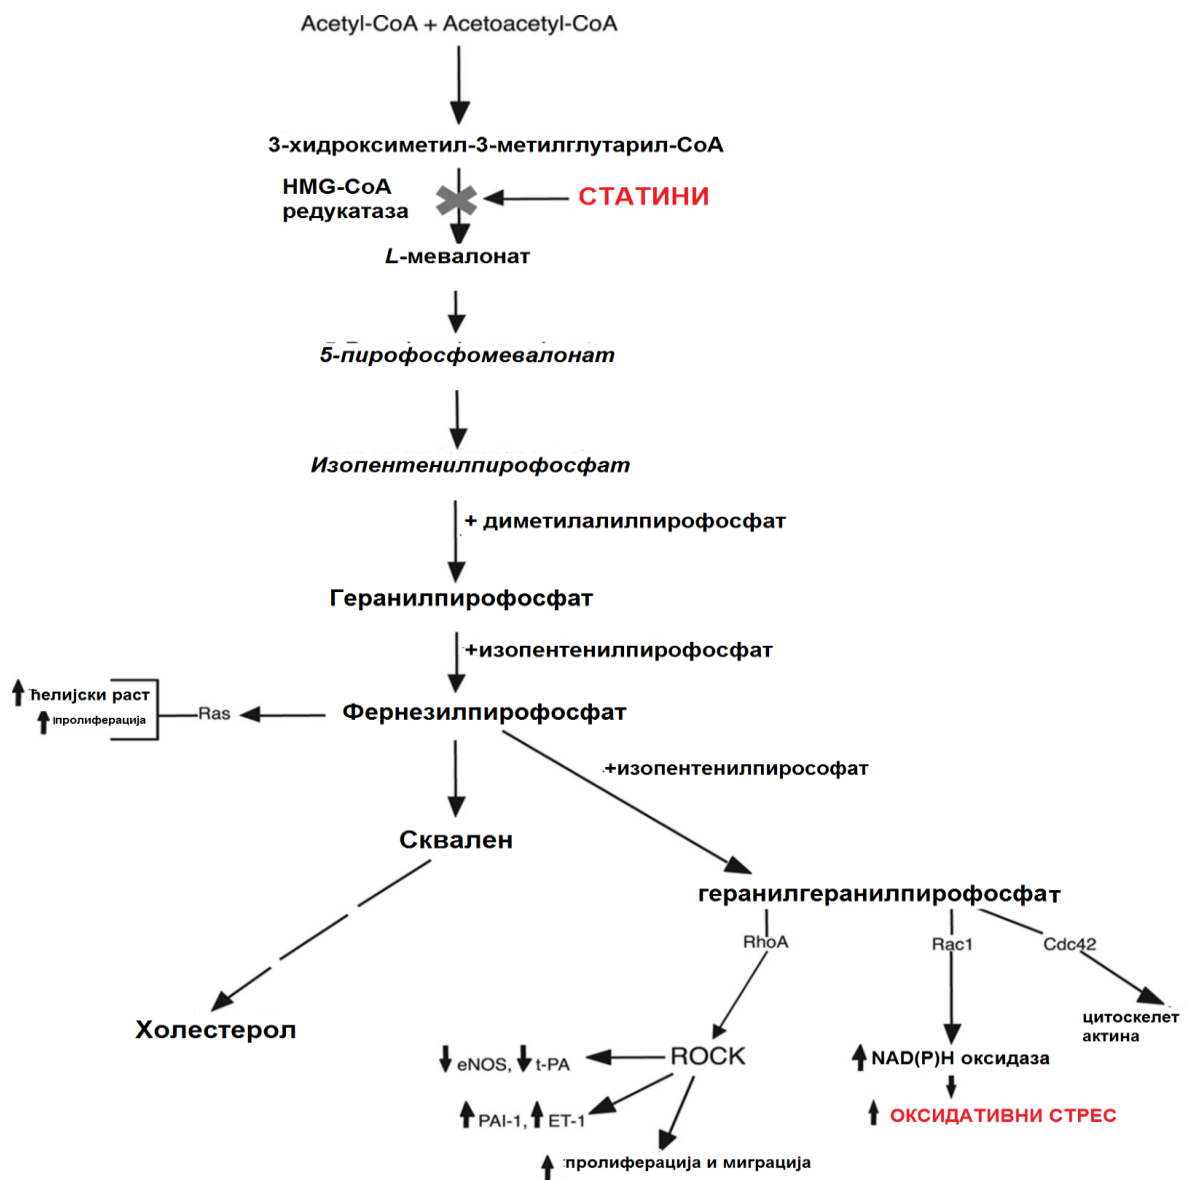 Acetyl-CoA + Acetoacetyl-CoA
3-хидроксиметил-3-метилглутарил-CoA
HMG-CoA
редукатаза
СТАТИНИ
L-мевалонат
5-пирофосфомевалонат
Изопентенилпирофосфат
+ диметилалилпирофосфат
Геранилпирофосфат
+изопентенилпирофосфат
ћелијски раст
пролиферација
Ras
Фернезилпирофосфат
+изопентенилпирософат
Сквален
геранилгеранилпирофосфат
RhoA
Rac1
Cdc42
Холестерол
цитоскелет
актина
eNOS, t-PA
ROCK
NAD(P)H оксидаза
PAI-1, ET-1
ОКСИДАТИВНИ СТРЕС
пролиферација и миграција